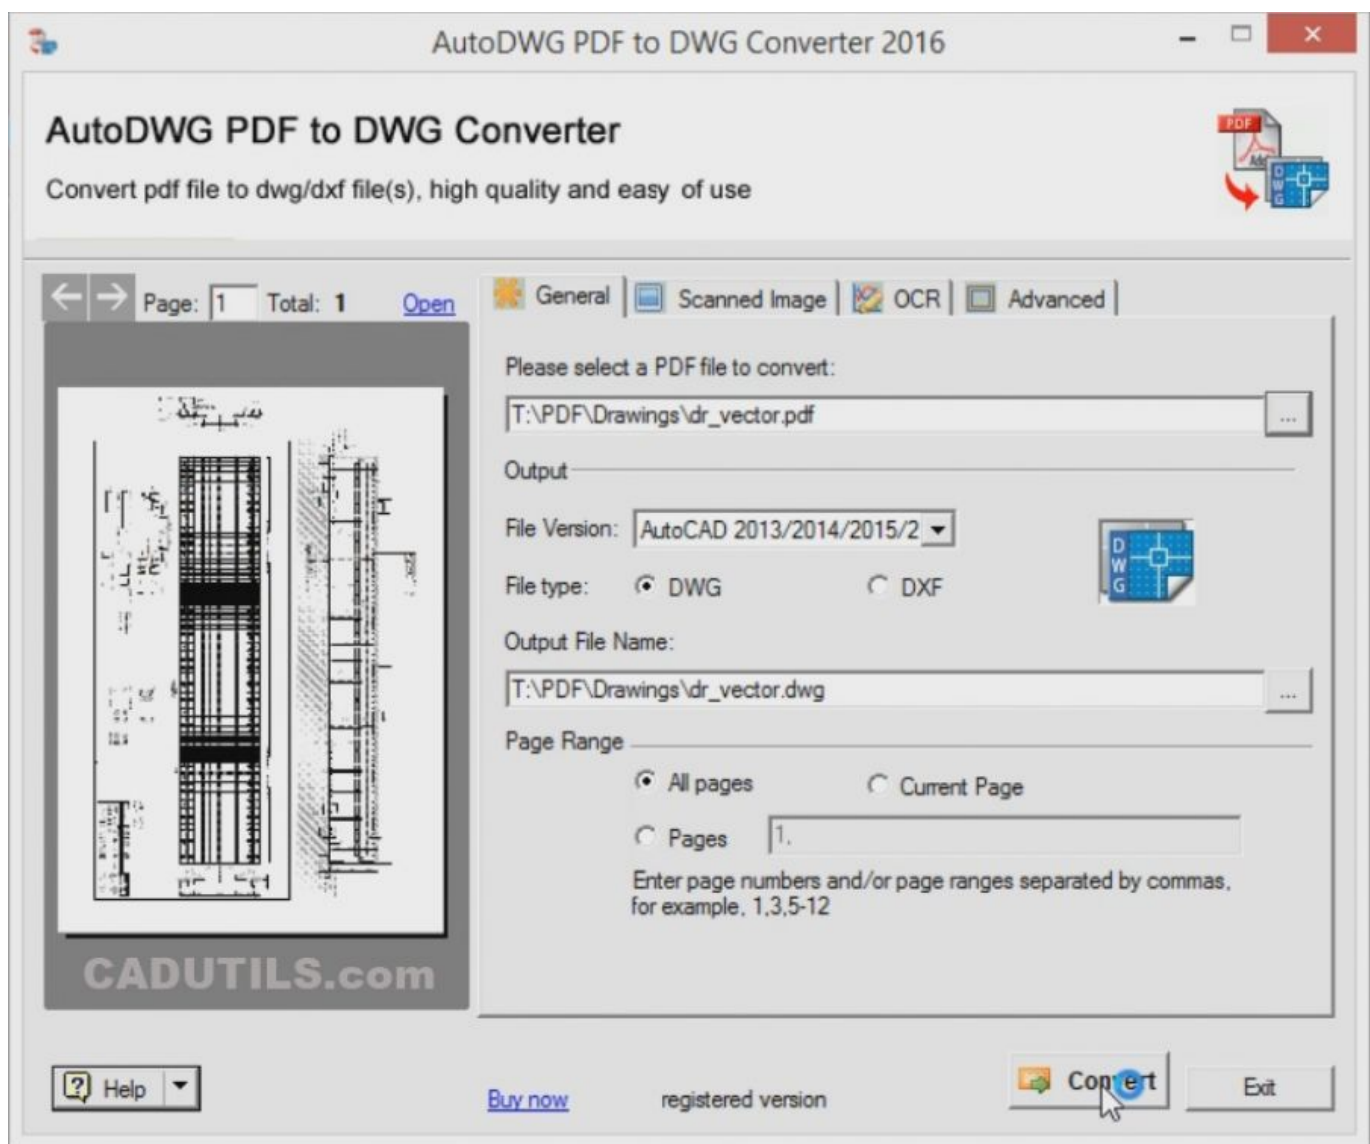 AutoDWG PDF to DWG Converter 2016
AutoDWG PDF to DWG Converter
Convert pdf file to dwg/dxf file(s), high quality and easy of use
PDF
DWG
Page: 1 Total: 1 Open
General Scanned Image OCR Advanced
Please select a PDF file to convert:
T:\PDF\Drawings\dr_vector.pdf
...
Output
File Version: AutoCAD 2013/2014/2015/2
File type: DWG DXF
DWG
Output File Name:
T:\PDF\Drawings\dr_vector.dwg
...
Page Range
All pages Current Page
Pages 1,
Enter page numbers and/or page ranges separated by commas,
for example, 1,3,5-12
CADUTILS.com
Help
Buy now registered version
Convert Exit